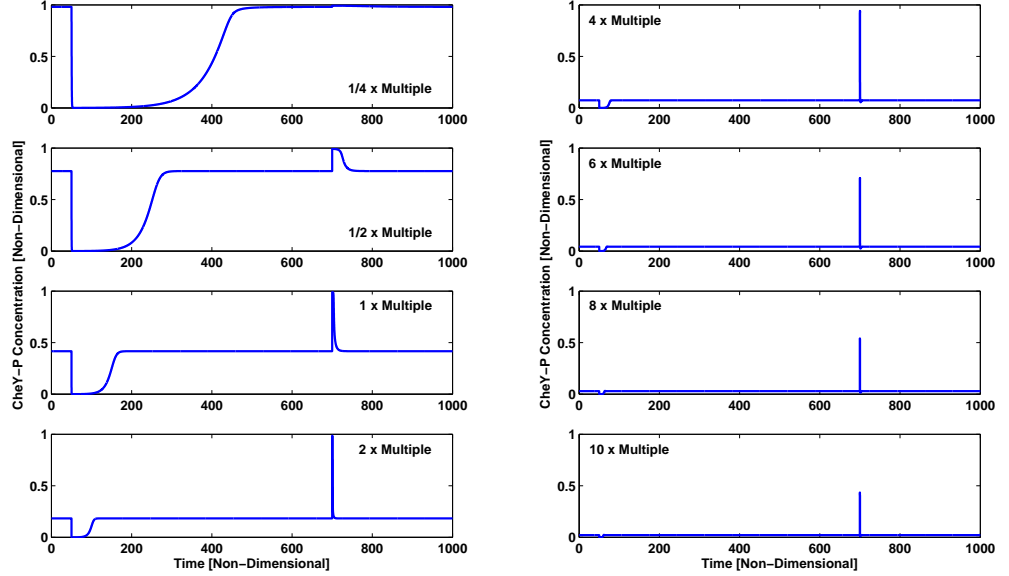 1
0.5
0
0 200 400 600 800 1000
1/4 x Multiple
1
0.5
0
0 200 400 600 800 1000
1/2 x Multiple
1
0.5
0
0 200 400 600 800 1000
1 x Multiple
1
0.5
0
0 200 400 600 800 1000
2 x Multiple
CheY−P Concentration [Non−Dimensional]
Time [Non−Dimensional]
1
0.5
0
0 200 400 600 800 1000
4 x Multiple
1
0.5
0
0 200 400 600 800 1000
6 x Multiple
1
0.5
0
0 200 400 600 800 1000
8 x Multiple
1
0.5
0
0 200 400 600 800 1000
10 x Multiple
CheY−P Concentration [Non−Dimensional]
Time [Non−Dimensional]